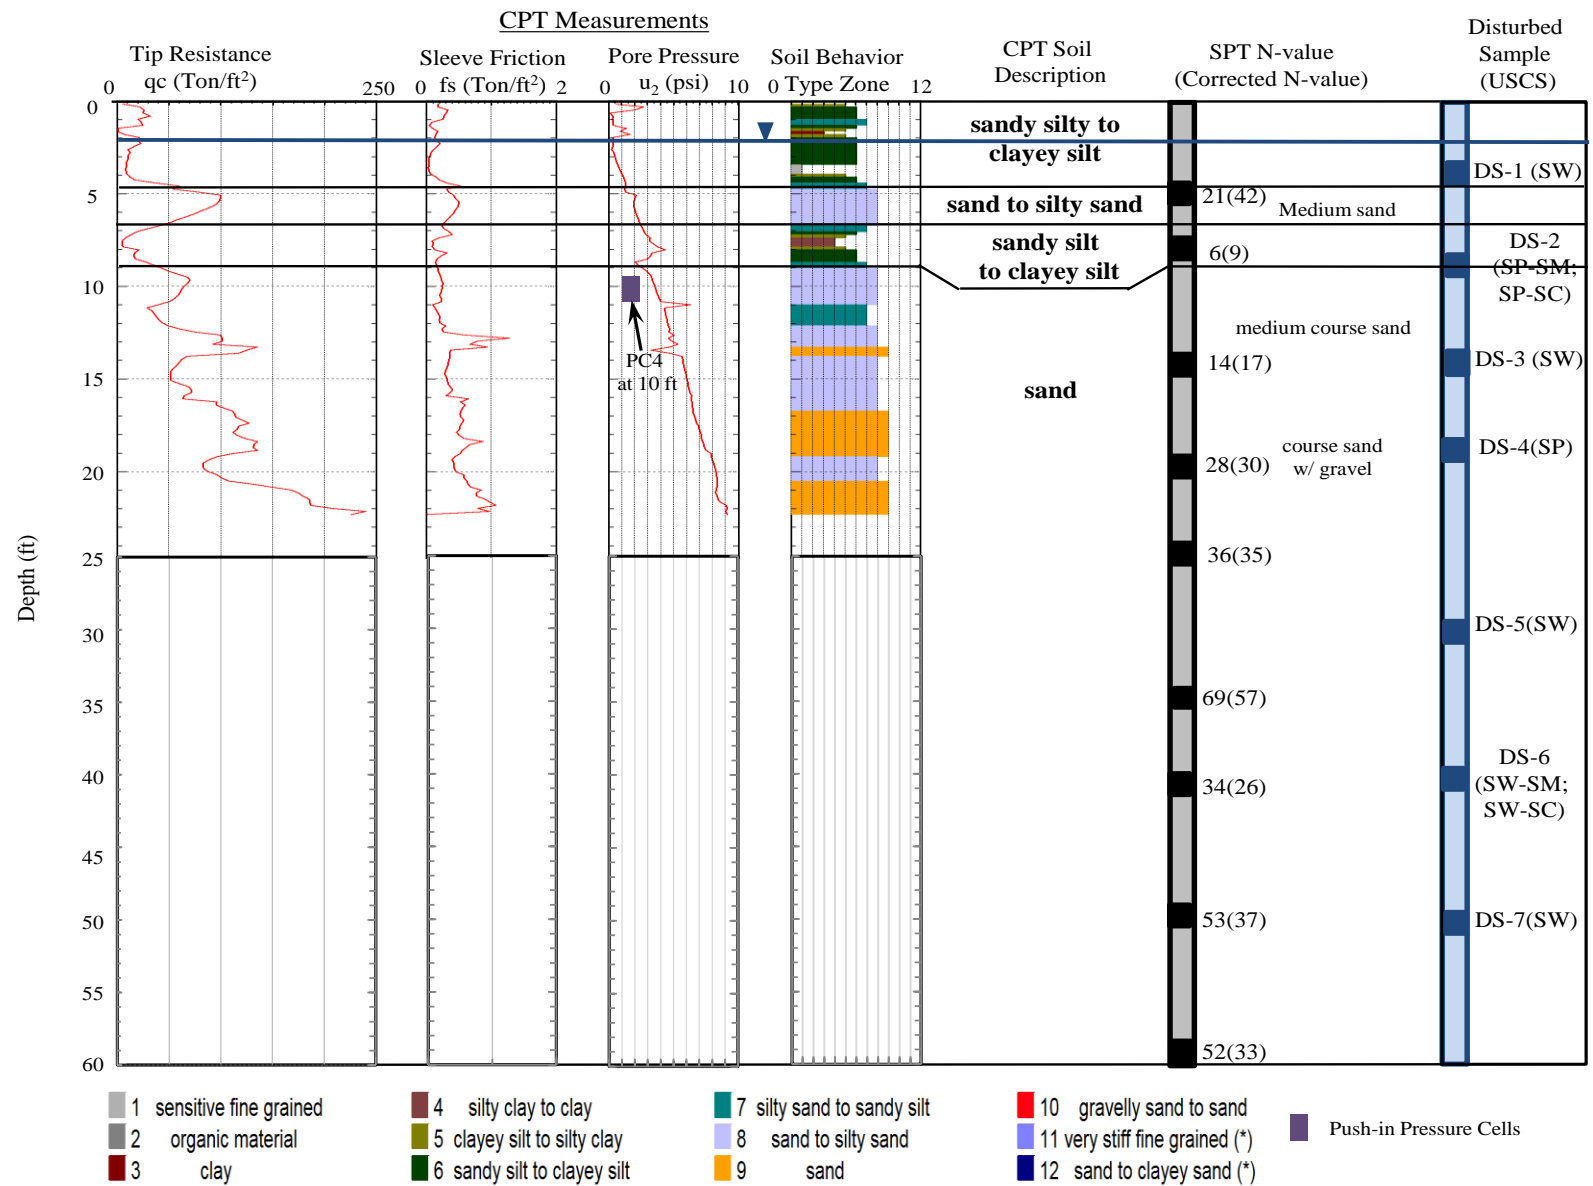 CPT Measurements
Tip Resistance
qc (Ton/ft²)
0 250
Sleeve Friction
fs (Ton/ft²)
0 2
Pore Pressure
u₂ (psi)
0 10
Soil Behavior
Type Zone
0 12
CPT Soil
Description
SPT N-value
(Corrected N-value)
Disturbed
Sample
(USCS)
Depth (ft)
0
5
10
15
20
25
30
35
40
45
50
55
60
PC4
at 10 ft
sandy silty to
clayey silt
sand to silty sand
sandy silt
to clayey silt
sand
21(42)
Medium sand
6(9)
medium course sand
14(17)
course sand
w/ gravel
28(30)
36(35)
69(57)
34(26)
53(37)
52(33)
DS-1 (SW)
DS-2
(SP-SM;
SP-SC)
DS-3 (SW)
DS-4(SP)
DS-5(SW)
DS-6
(SW-SM;
SW-SC)
DS-7(SW)
1 sensitive fine grained
2 organic material
3 clay
4 silty clay to clay
5 clayey silt to silty clay
6 sandy silt to clayey silt
7 silty sand to sandy silt
8 sand to silty sand
9 sand
10 gravelly sand to sand
11 very stiff fine grained (*)
12 sand to clayey sand (*)
Push-in Pressure Cells